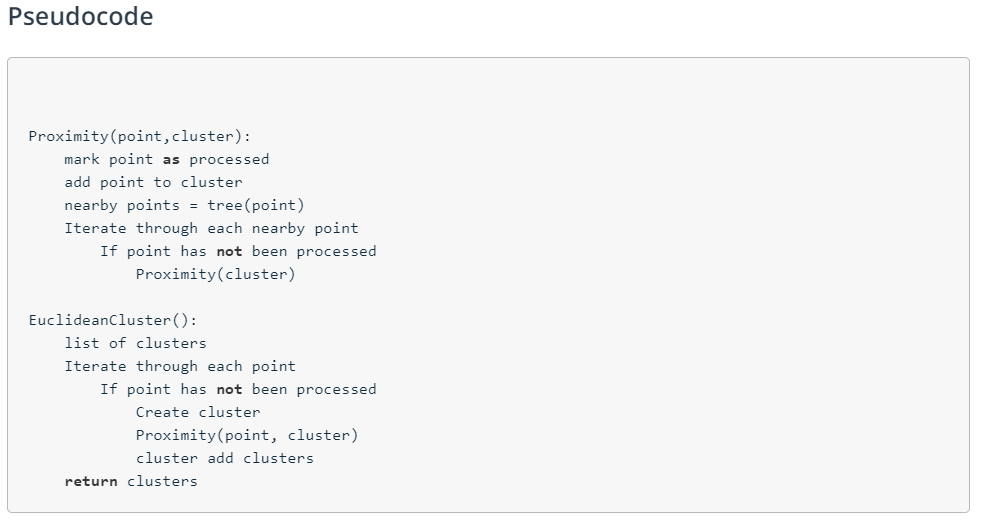 Pseudocode
Proximity(point,cluster):
mark point as processed
add point to cluster
nearby points = tree(point)
Iterate through each nearby point
If point has not been processed
Proximity(cluster)
EuclideanCluster():
list of clusters
Iterate through each point
If point has not been processed
Create cluster
Proximity(point, cluster)
cluster add clusters
return clusters